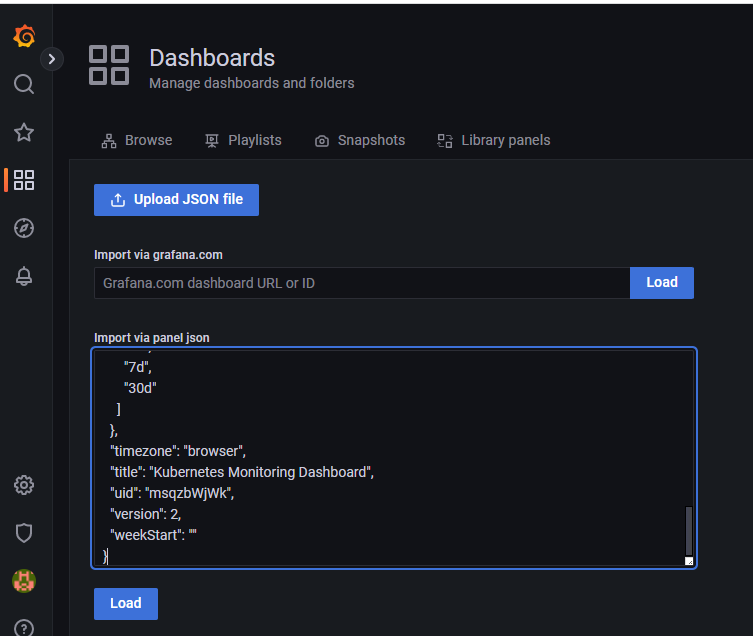 Dashboards
Manage dashboards and folders
Browse
Playlists
Snapshots
Library panels
Upload JSON file
Import via grafana.com
Grafana.com dashboard URL or ID
Load
Import via panel json
"7d",
"30d"
]
},
"timezone": "browser",
"title": "Kubernetes Monitoring Dashboard",
"uid": "msqzbWjWk",
"version": 2,
"weekStart": ""
}
Load